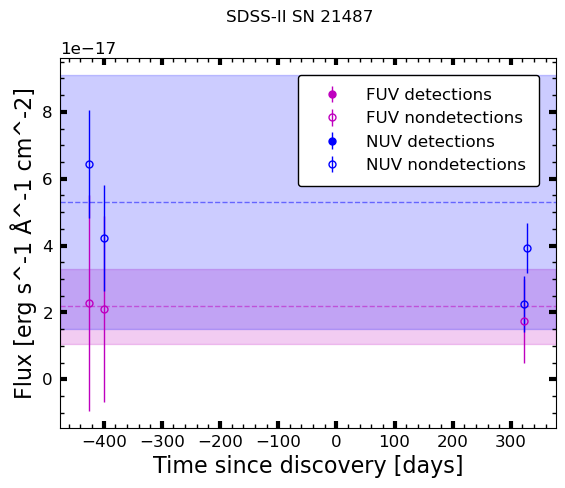 SDSS-II SN 21487
1e−17
FUV detections
FUV nondetections
NUV detections
NUV nondetections
8
6
4
2
0
Flux [erg s^-1 Å^-1 cm^-2]
−400 −300 −200 −100 0 100 200 300
Time since discovery [days]